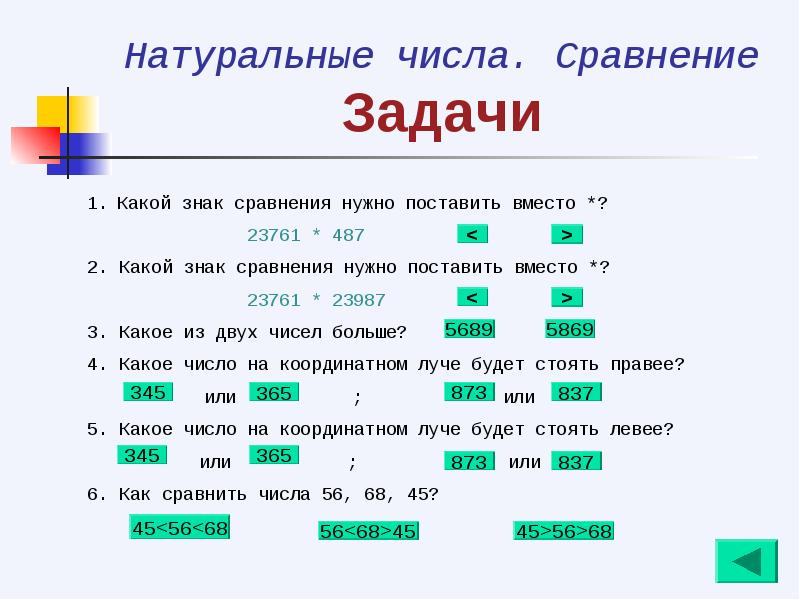 Натуральные числа. Сравнение
Задачи
1. Какой знак сравнения нужно поставить вместо *?
23761 * 487 < >
2. Какой знак сравнения нужно поставить вместо *?
23761 * 23987 < >
3. Какое из двух чисел больше? 5689 5869
4. Какое число на координатном луче будет стоять правее?
345 или 365 ; 873 или 837
5. Какое число на координатном луче будет стоять левее?
345 или 365 ; 873 или 837
6. Как сравнить числа 56, 68, 45?
45<56<68 56<68>45 45>56>68